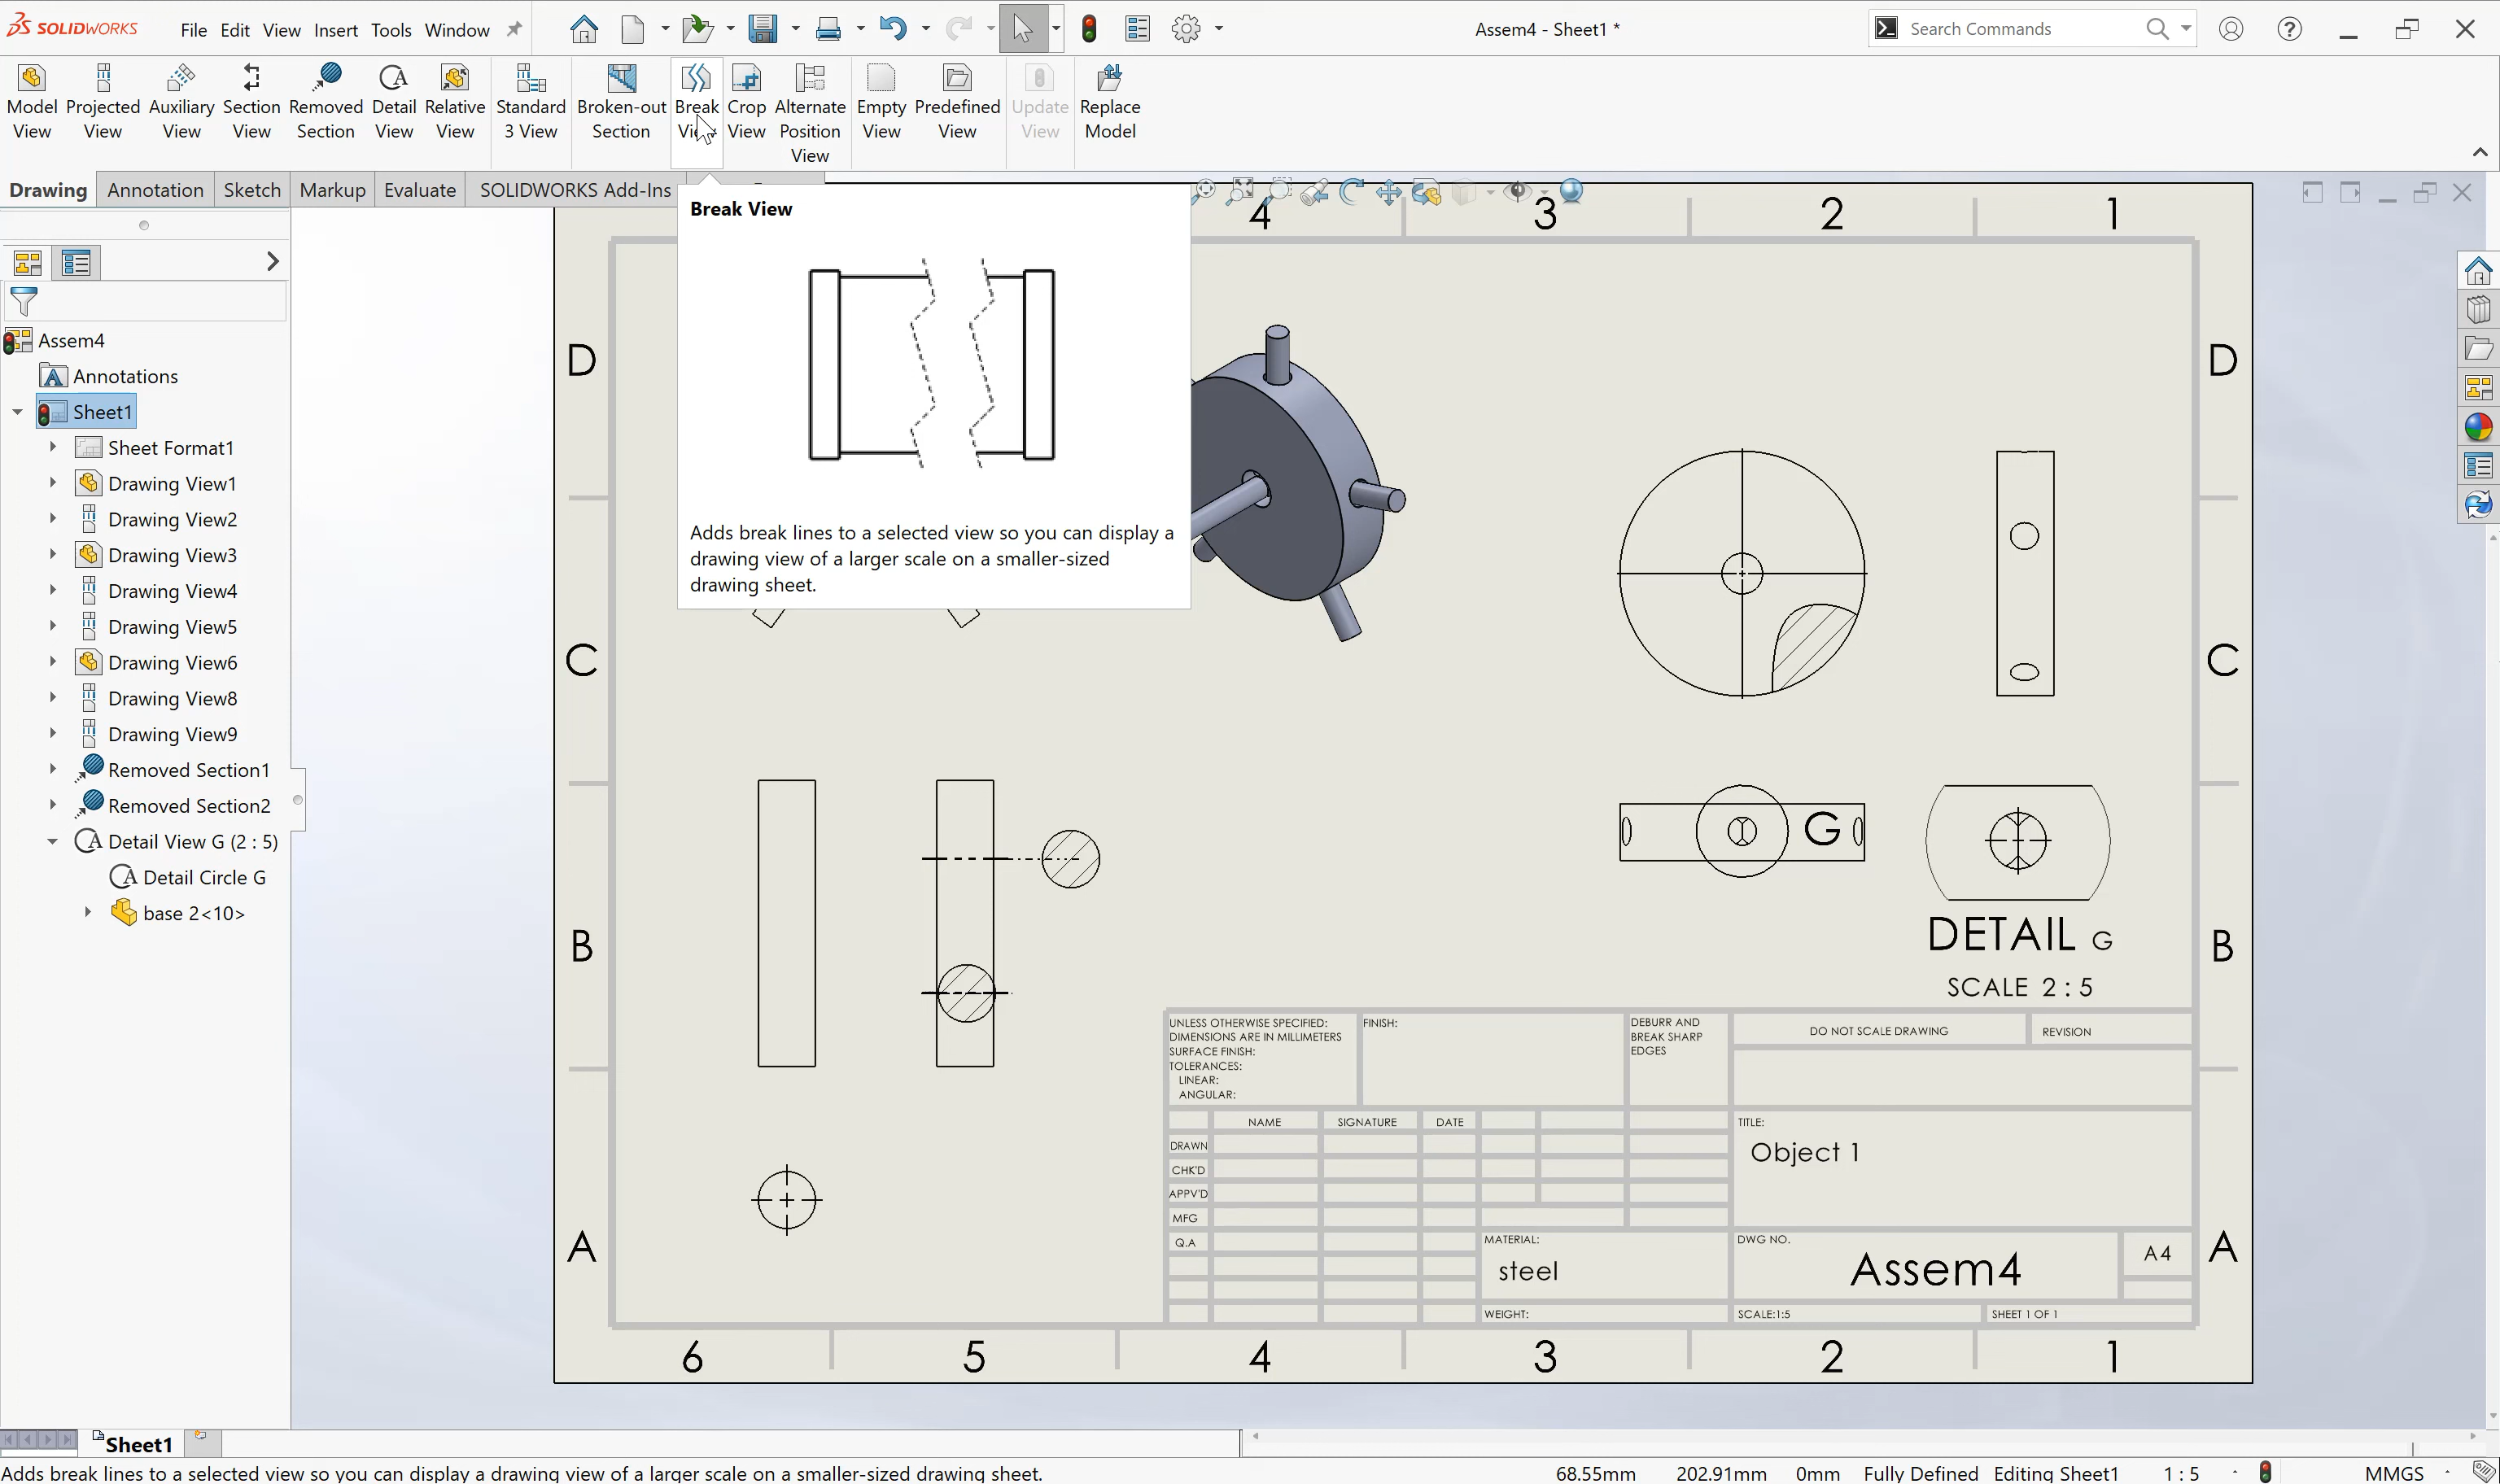 SOLIDWORKS File Edit View Insert Tools Window Assem4 - Sheet1 * Search Commands
Model View
Projected View
Auxiliary View
Section View
Removed Section
Detail View
Relative View
Standard 3 View
Broken-out Section
Break View
Crop View
Alternate Position View
Empty View
Predefined View
Update View
Replace Model
Drawing Annotation Sketch Markup Evaluate SOLIDWORKS Add-Ins
Assem4
Annotations
Sheet1
Sheet Format1
Drawing View1
Drawing View2
Drawing View3
Drawing View4
Drawing View5
Drawing View6
Drawing View8
Drawing View9
Removed Section1
Removed Section2
Detail View G (2 : 5)
Detail Circle G
base 2<10>
Break View
Adds break lines to a selected view so you can display a
drawing view of a larger scale on a smaller-sized
drawing sheet.
4 3 2 1
D D
C C
G
B B
DETAIL G
SCALE 2 : 5
UNLESS OTHERWISE SPECIFIED:
DIMENSIONS ARE IN MILLIMETERS
SURFACE FINISH:
TOLERANCES:
LINEAR:
ANGULAR:
FINISH:
DEBURR AND
BREAK SHARP
EDGES
DO NOT SCALE DRAWING
REVISION
NAME SIGNATURE DATE
DRAWN
CHK'D
APPV'D
MFG
Q.A
TITLE:
Object 1
MATERIAL:
steel
DWG NO.
Assem4
A4
WEIGHT:
SCALE:1:5
SHEET 1 OF 1
A A
6 5 4 3 2 1
Sheet1
Adds break lines to a selected view so you can display a drawing view of a larger scale on a smaller-sized drawing sheet. 68.55mm 202.91mm 0mm Fully Defined Editing Sheet1 1 : 5 MMGS